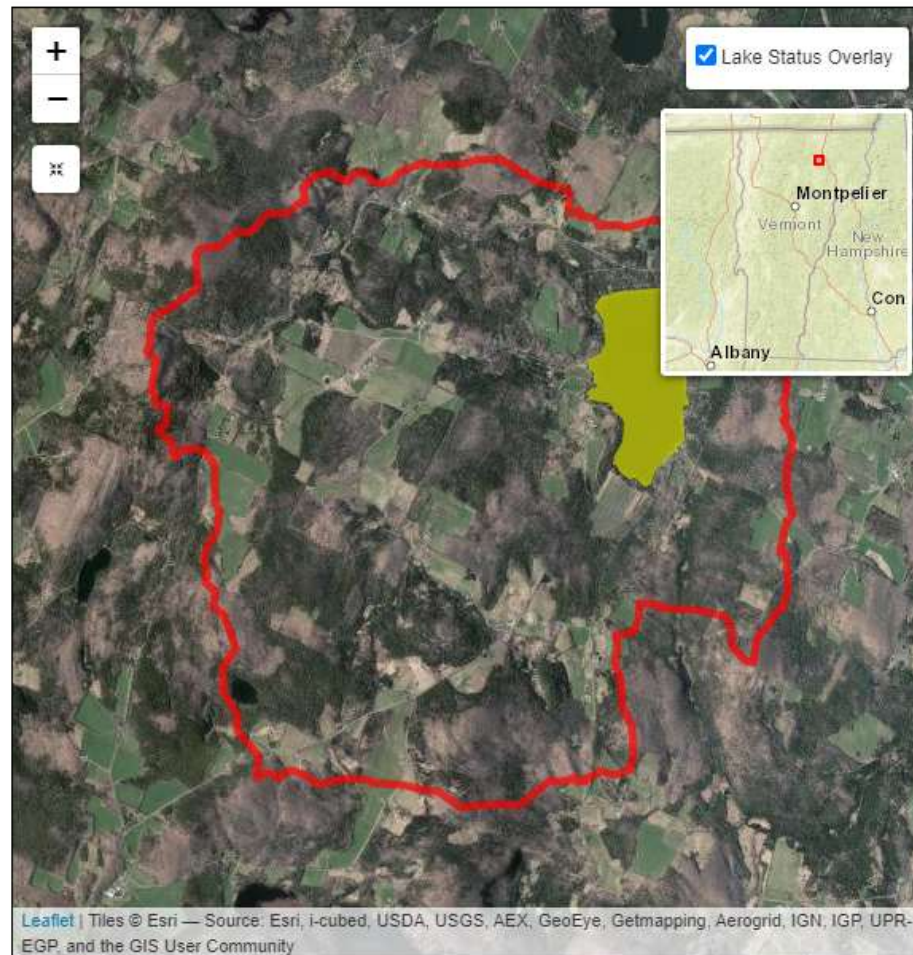 +
Lake Status Overlay
−
Montpelier
Vermont
New
Hampshire
Con
Albany
Leaflet | Tiles © Esri — Source: Esri, i-cubed, USDA, USGS, AEX, GeoEye, Getmapping, Aerogrid, IGN, IGP, UPR-
EGP, and the GIS User Community